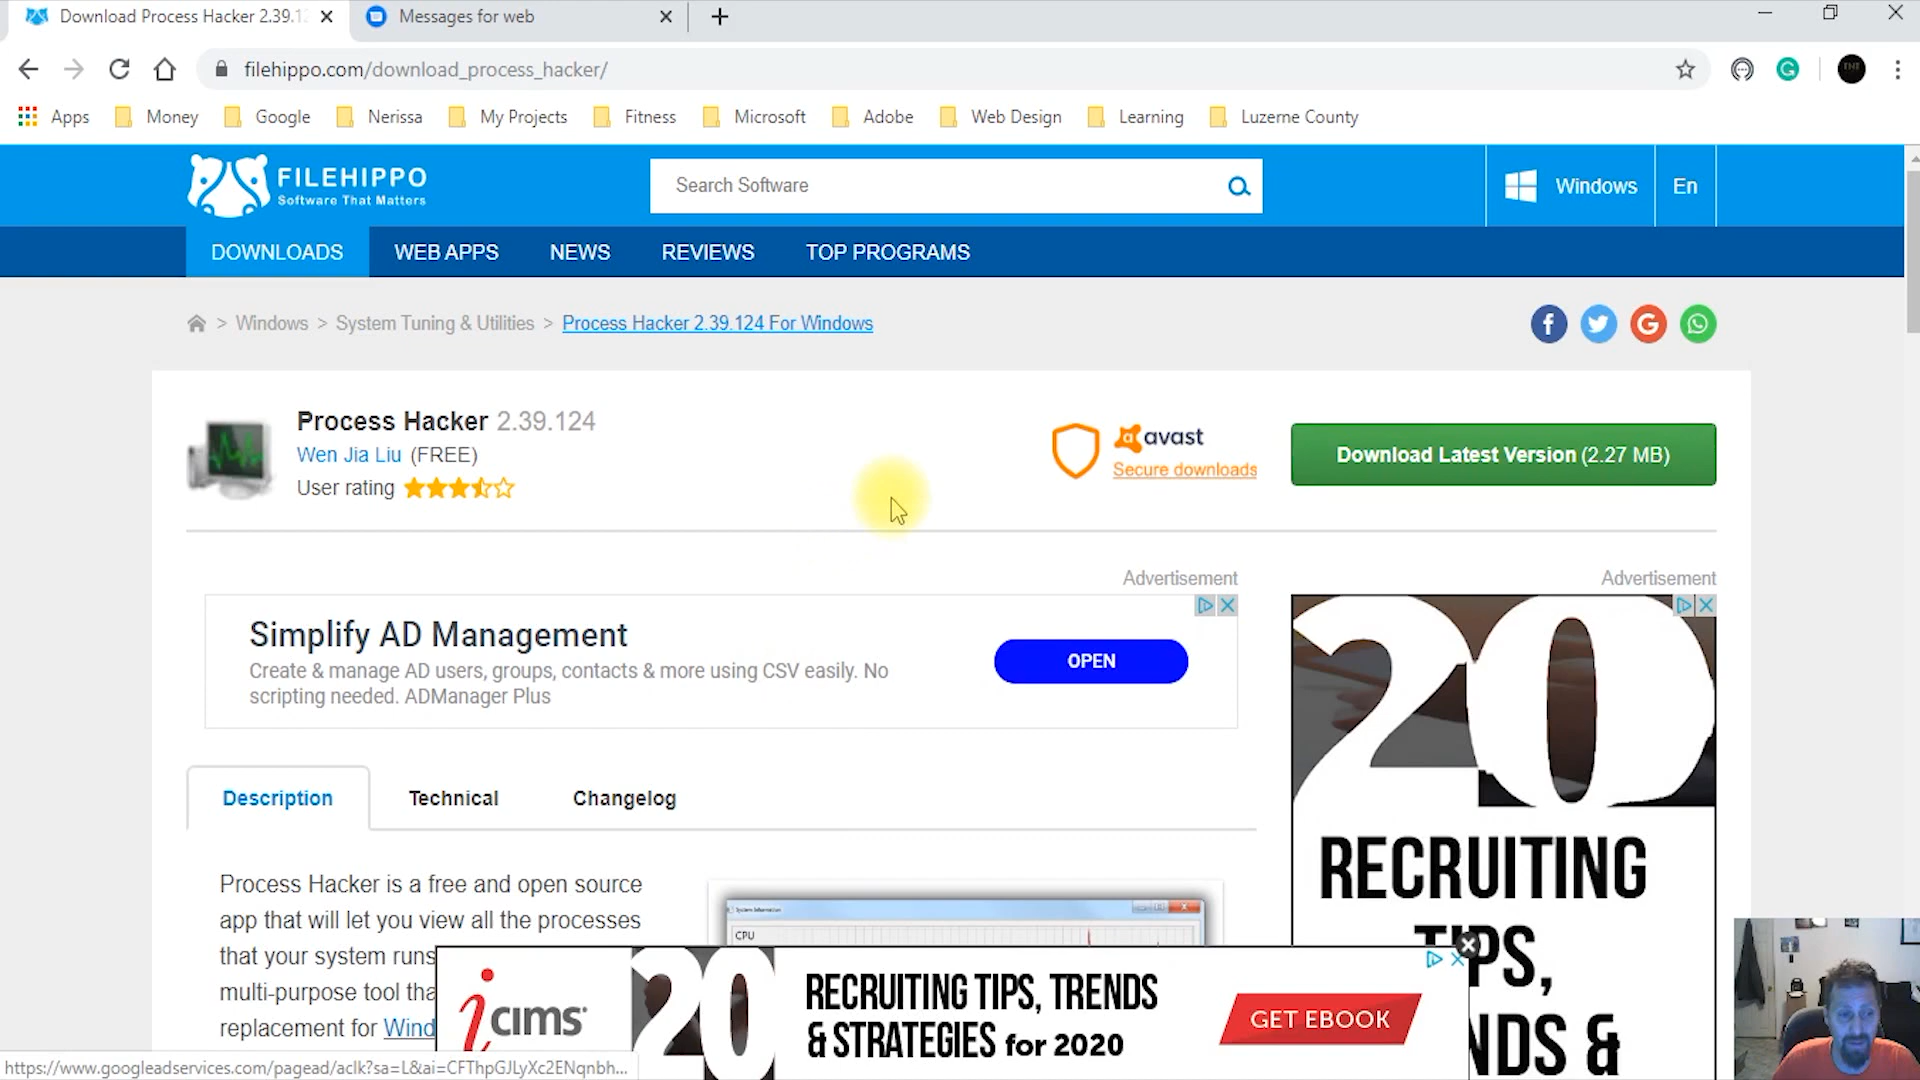 Download Process Hacker 2.39.12
Messages for web
filehippo.com/download_process_hacker/
TNT
Apps
Money
Google
Nerissa
My Projects
Fitness
Microsoft
Adobe
Web Design
Learning
Luzerne County
FILEHIPPO
Software That Matters
Search Software
Windows
En
DOWNLOADS
WEB APPS
NEWS
REVIEWS
TOP PROGRAMS
> Windows > System Tuning & Utilities > Process Hacker 2.39.124 For Windows
Process Hacker 2.39.124
Wen Jia Liu (FREE)
User rating
avast
Secure downloads
Download Latest Version (2.27 MB)
Advertisement
Advertisement
Simplify AD Management
Create & manage AD users, groups, contacts & more using CSV easily. No
scripting needed. ADManager Plus
OPEN
20
RECRUITING
TIPS,
NDS &
Description
Technical
Changelog
Process Hacker is a free and open source
app that will let you view all the processes
that your system runs
multi-purpose tool tha
replacement for Wind
System Information
CPU
icims
20
RECRUITING TIPS, TRENDS
& STRATEGIES for 2020
GET EBOOK
https://www.googleadservices.com/pagead/aclk?sa=L&ai=CFThpGJLyXc2ENqnbh...